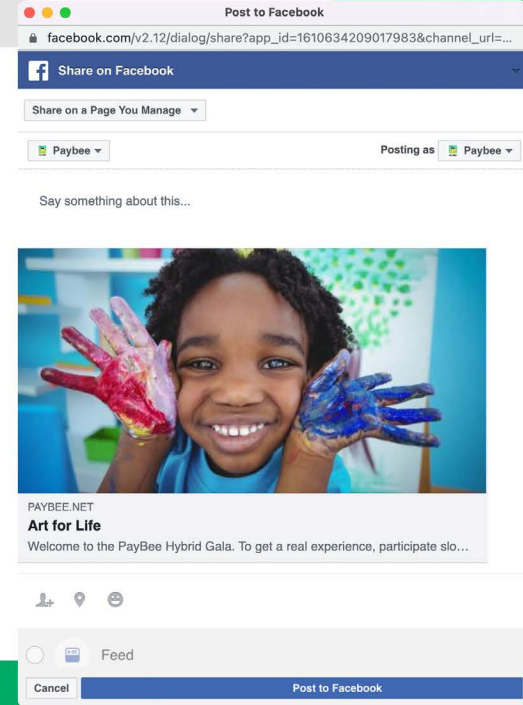 Post to Facebook
facebook.com/v2.12/dialog/share?app_id=1610634209017983&channel_url=...
f Share on Facebook
Share on a Page You Manage
Paybee Posting as Paybee
Say something about this...
PAYBEE.NET
Art for Life
Welcome to the PayBee Hybrid Gala. To get a real experience, participate slo...
Feed
Cancel Post to Facebook